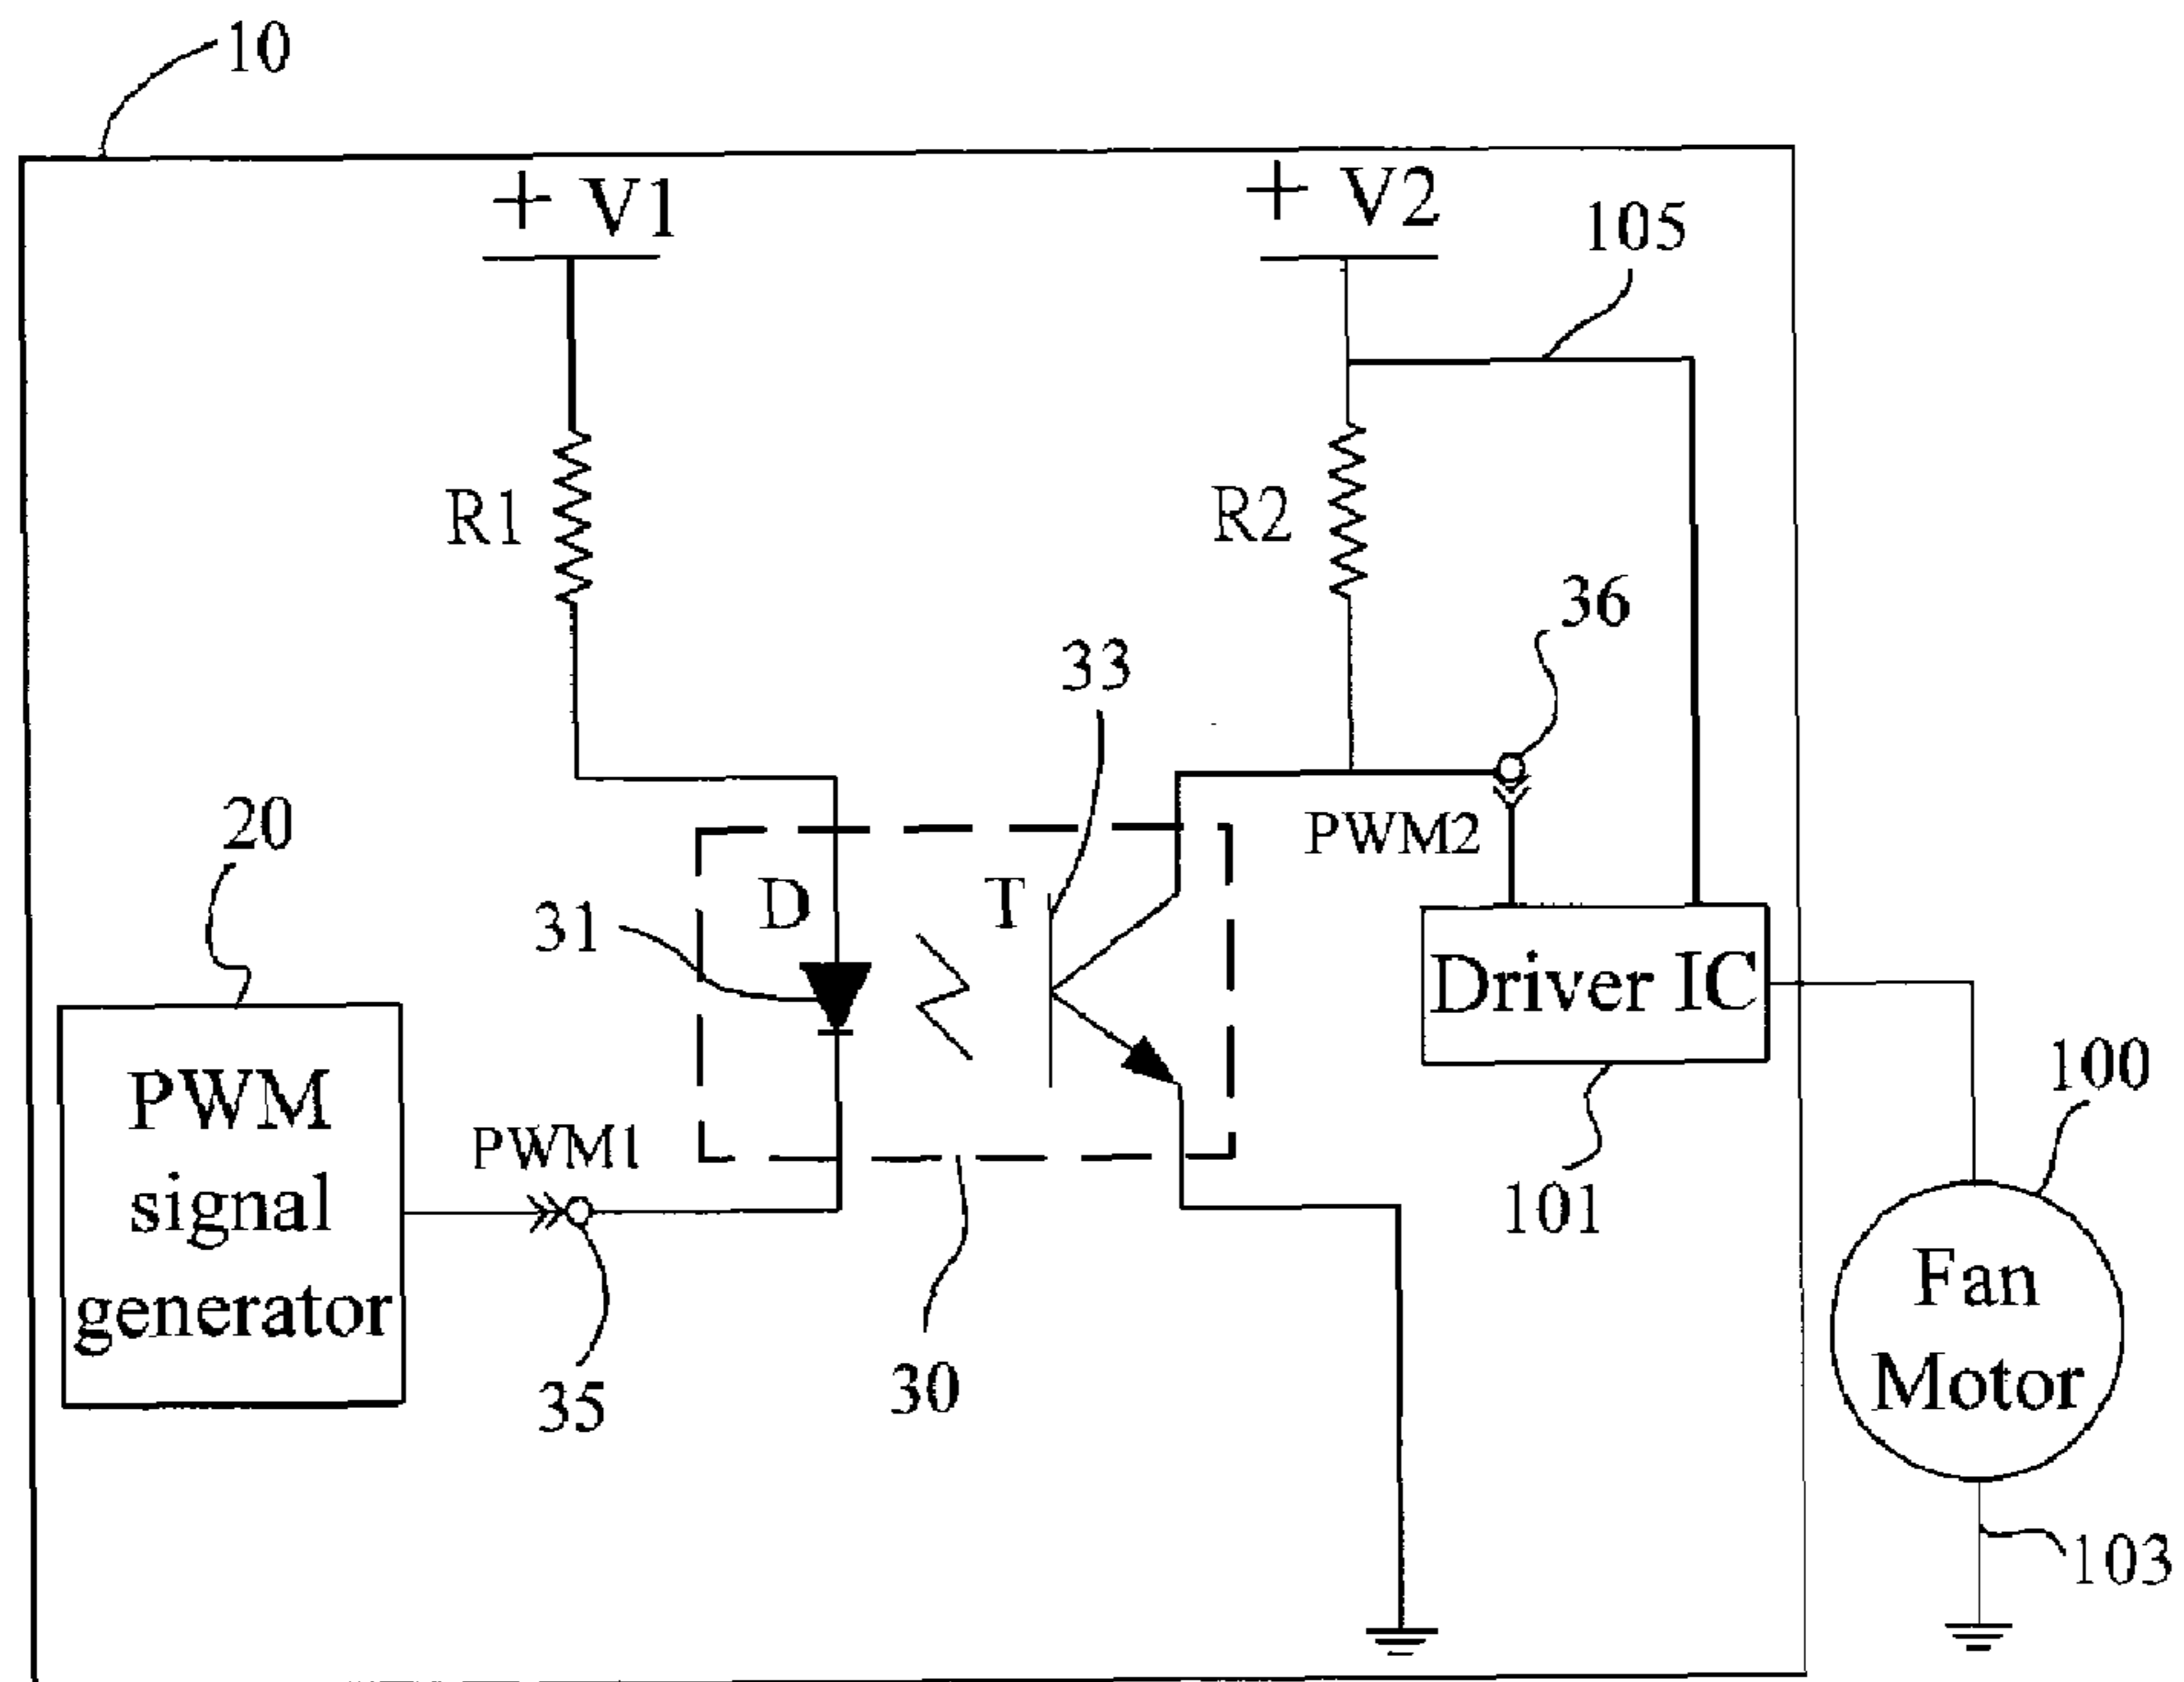 10
+ V1
+ V2
105
R1
R2
36
33
PWM2
20
D
T
31
Driver IC
PWM
signal
generator
PWM1
101
100
Fan
Motor
35
30
103